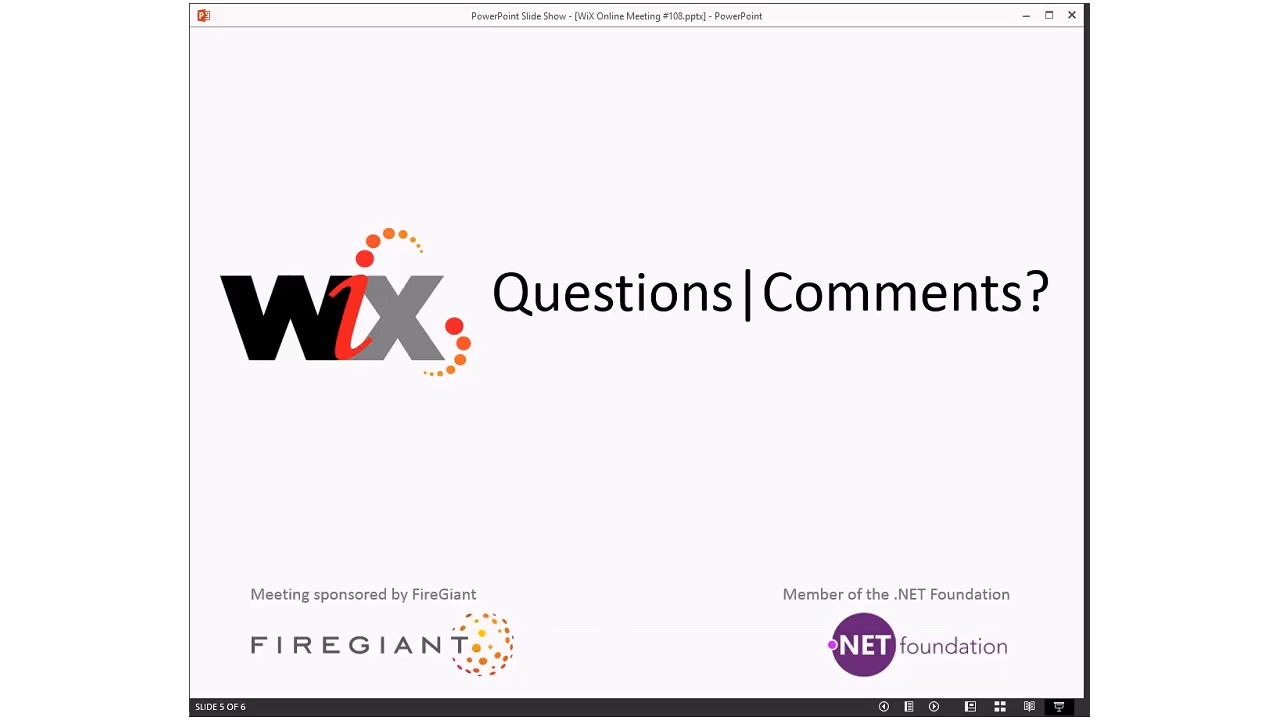 PowerPoint Slide Show - [WiX Online Meeting #108.pptx] - PowerPoint
WiX
Questions|Comments?
Meeting sponsored by FireGiant
Member of the .NET Foundation
FIREGIANT
.NET foundation
SLIDE 5 OF 6